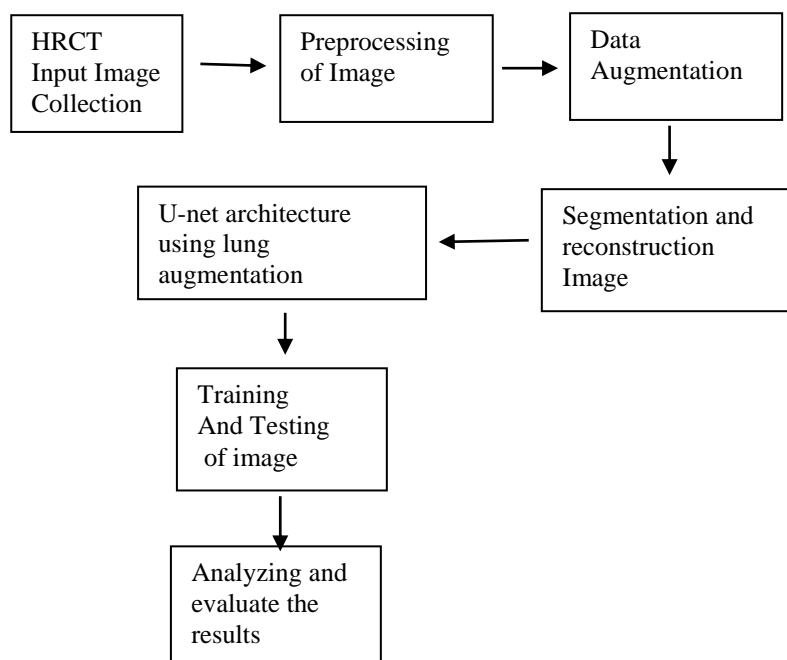 HRCT
Input Image
Collection
Preprocessing
of Image
Data
Augmentation
Segmentation and
reconstruction
Image
U-net architecture
using lung
augmentation
Training
And Testing
of image
Analyzing and
evaluate the
results